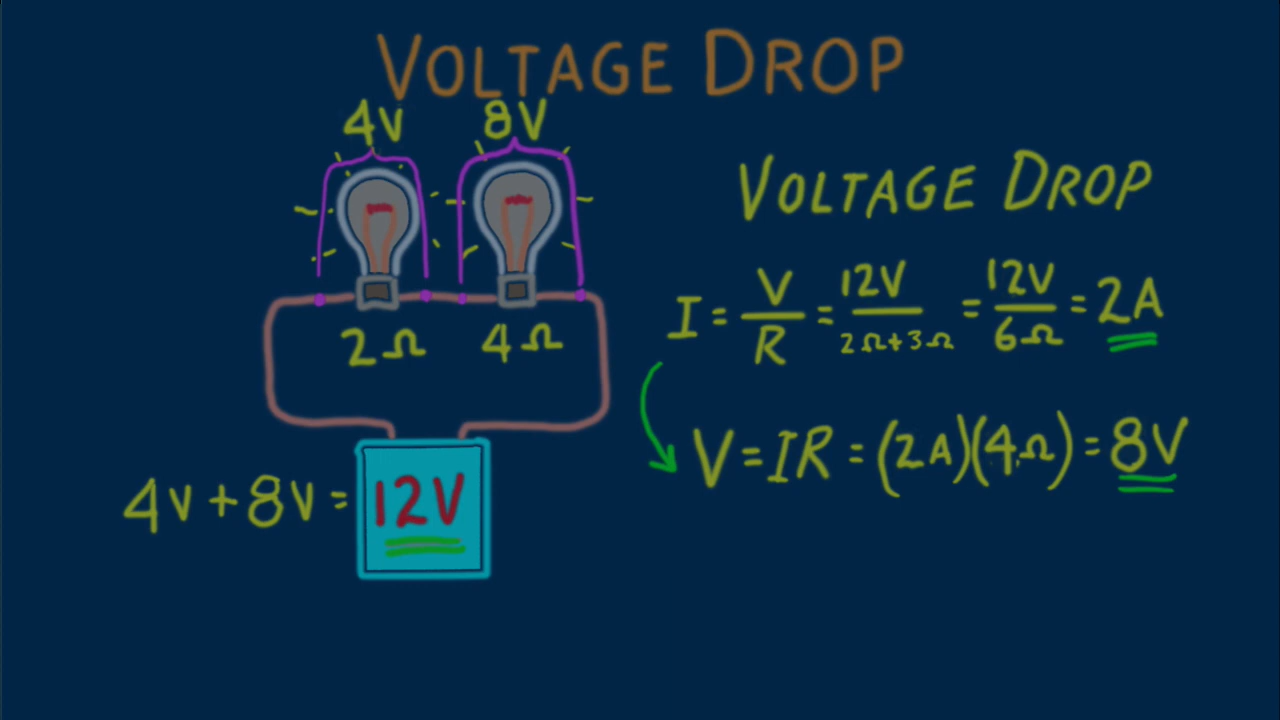 VOLTAGE DROP
4V 8V
VOLTAGE DROP
2Ω 4Ω
I = V/R = 12V/2Ω+3Ω = 12V/6Ω = 2A
V = IR = (2A)(4Ω) = 8V
4V + 8V = 12V